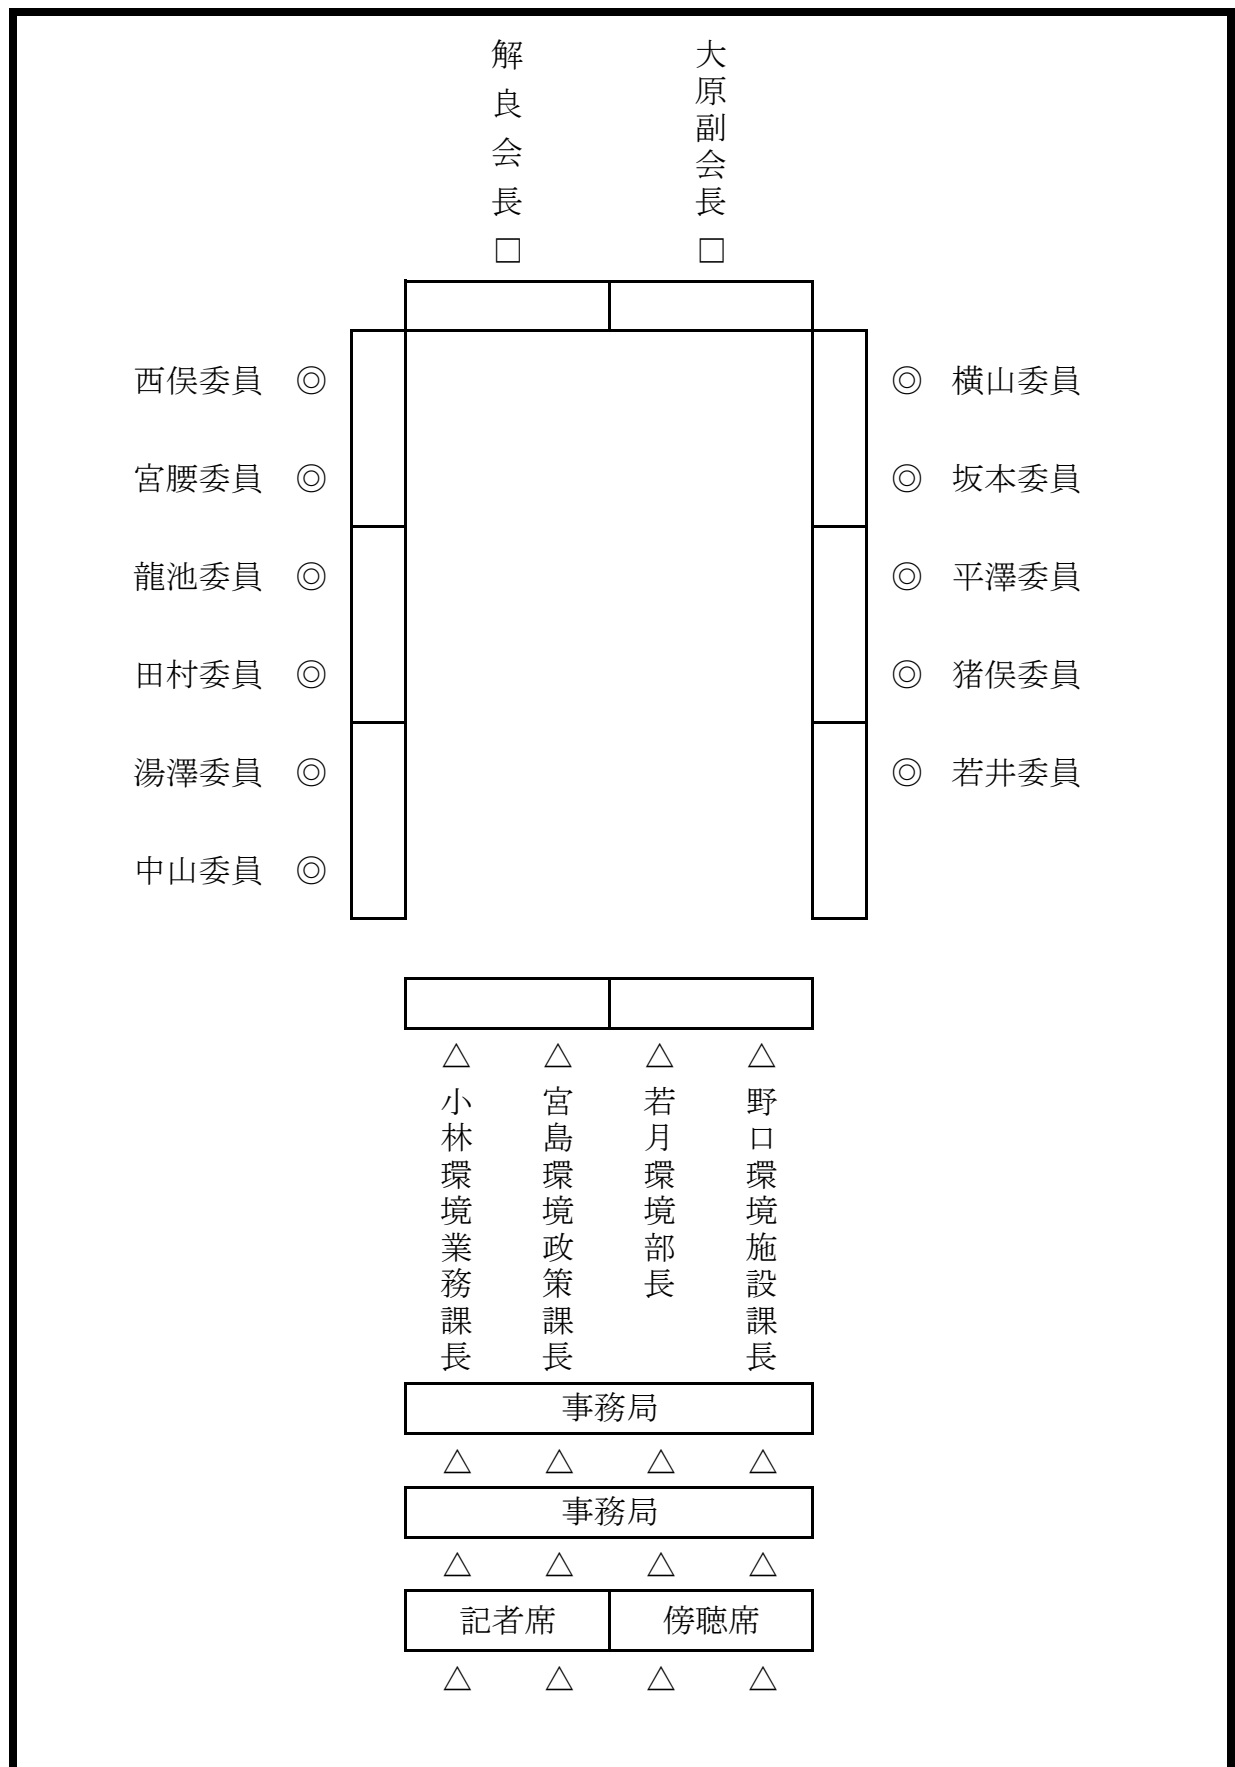 解良会長□
大原副会長□
西俣委員 ◎
◎ 横山委員
宮腰委員 ◎
◎ 坂本委員
龍池委員 ◎
◎ 平澤委員
田村委員 ◎
◎ 猪俣委員
湯澤委員 ◎
◎ 若井委員
中山委員 ◎
△小林環境業務課長
△宮島環境政策課長
△若月環境部長
△野口環境施設課長
事務局
△ △ △ △
事務局
△ △ △ △
記者席
傍聴席
△ △ △ △